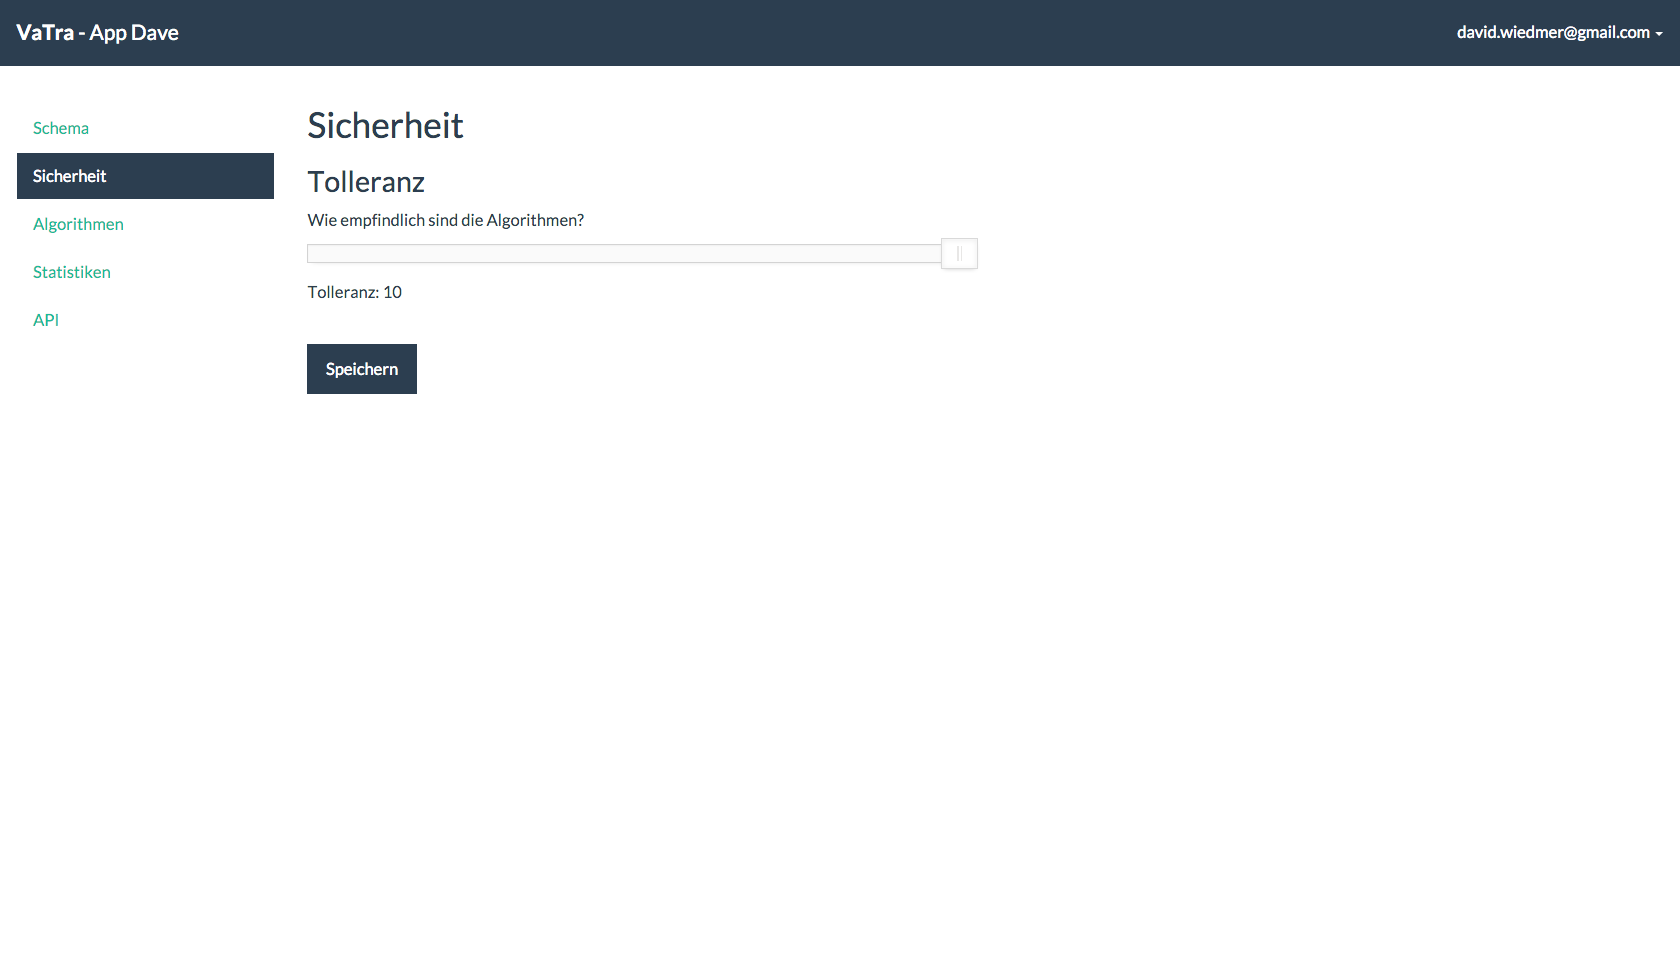 VaTra - App Dave
david.wiedmer@gmail.com
Schema
Sicherheit
Algorithmen
Statistiken
API
Sicherheit
Tolleranz
Wie empfindlich sind die Algorithmen?
Tolleranz: 10
Speichern